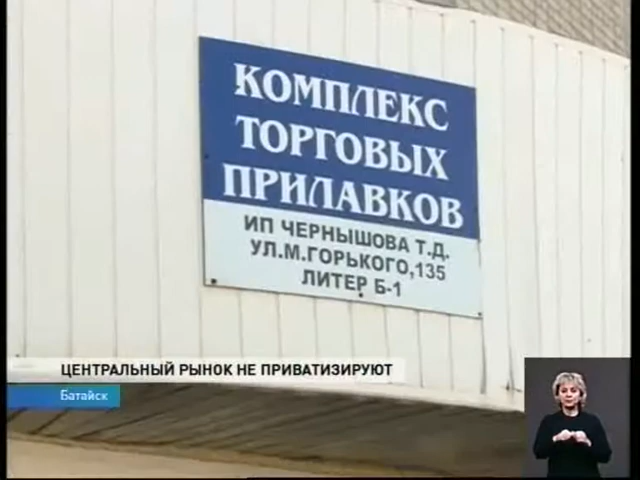 КОМПЛЕКС
ТОРГОВЫХ
ПРИЛАВКОВ
ИП ЧЕРНЫШОВА Т.Д.
УЛ.М.ГОРЬКОГО,135
ЛИТЕР Б-1
ЦЕНТРАЛЬНЫЙ РЫНОК НЕ ПРИВАТИЗИРУЮТ
Батайск